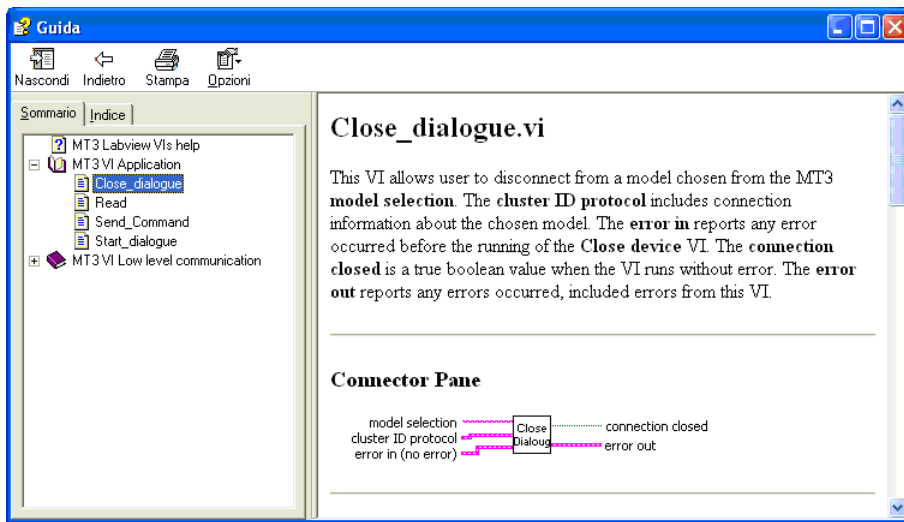 Guida
Nascondi Indietro Stampa Opzioni
Sommario Indice
MT3 Labview VIs help
MT3 VI Application
Close_dialogue
Read
Send_Command
Start_dialogue
MT3 VI Low level communication
Close_dialogue.vi
This VI allows user to disconnect from a model chosen from the MT3
model selection. The cluster ID protocol includes connection
information about the chosen model. The error in reports any error
occurred before the running of the Close device VI. The connection
closed is a true boolean value when the VI runs without error. The error
out reports any errors occurred, included errors from this VI.
Connector Pane
model selection
cluster ID protocol
error in (no error)
Close
Dialoug
connection closed
error out